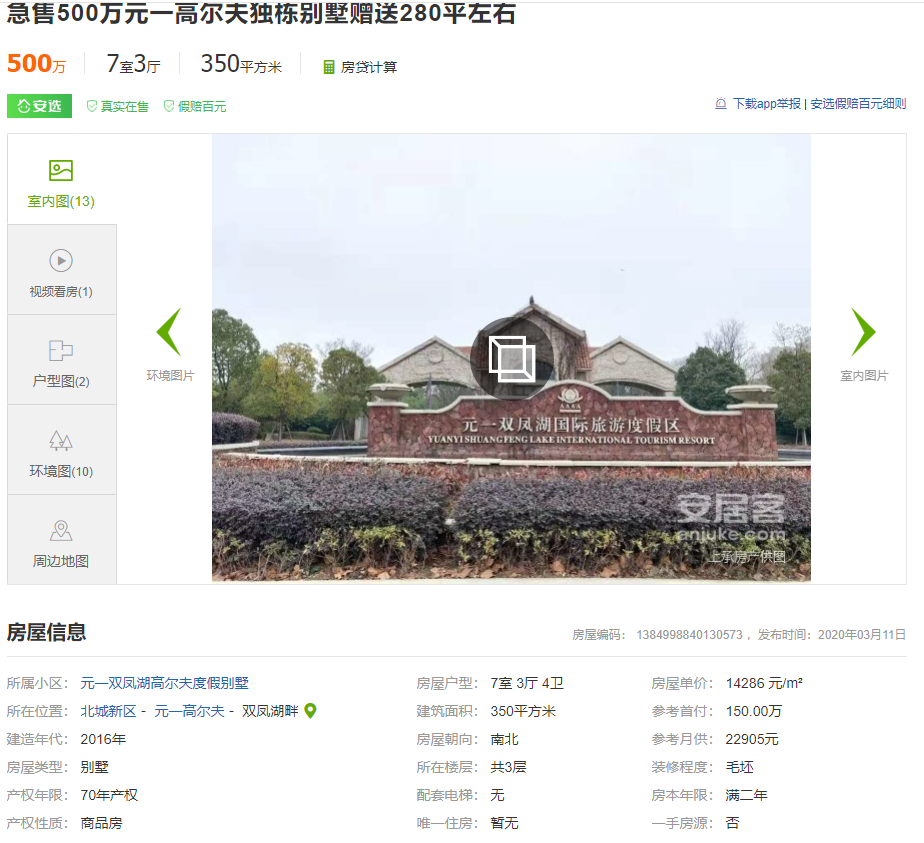 急售500万元一高尔夫独栋别墅赠送280平左右
500万 7室3厅 350平方米 房贷计算
安选 真实在售 假赔百元 下载app举报 | 安选假赔百元细则
室内图(13)
视频看房(1)
户型图(2)
环境图(10)
周边地图
环境图片
室内图片
元一双凤湖国际旅游度假区
YUANYI SHUANGFENG LAKE INTERNATIONAL TOURISM RESORT
安居客
anjuke.com
上承房产供图
房屋信息 房屋编码： 1384998840130573 ，发布时间：2020年03月11日
所属小区： 元一双凤湖高尔夫度假别墅 房屋户型： 7室 3厅 4卫 房屋单价： 14286 元/m²
所在位置： 北城新区 - 元一高尔夫 - 双凤湖畔 建筑面积： 350平方米 参考首付： 150.00万
建造年代： 2016年 房屋朝向： 南北 参考月供： 22905元
房屋类型： 别墅 所在楼层： 共3层 装修程度： 毛坯
产权年限： 70年产权 配套电梯： 无 房本年限： 满二年
产权性质： 商品房 唯一住房： 暂无 一手房源： 否